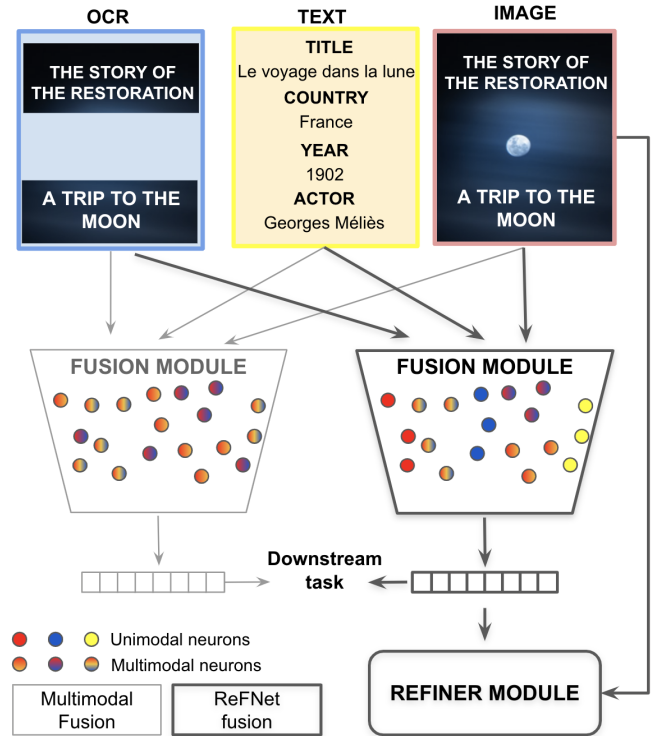 OCR
TEXT
IMAGE
THE STORY OF
THE RESTORATION
A TRIP TO THE
MOON
TITLE
Le voyage dans la lune
COUNTRY
France
YEAR
1902
ACTOR
Georges Méliès
THE STORY OF
THE RESTORATION
A TRIP TO THE
MOON
FUSION MODULE
FUSION MODULE
Downstream
task
Unimodal neurons
Multimodal neurons
Multimodal
Fusion
ReFNet
fusion
REFINER MODULE